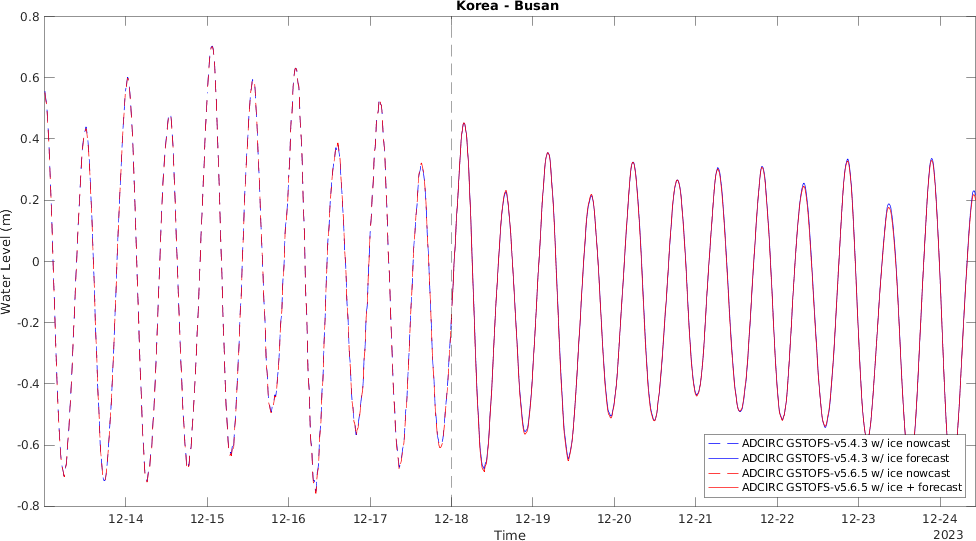 Korea - Busan
Water Level (m)
0.8
0.6
0.4
0.2
0
-0.2
-0.4
-0.6
-0.8
ADCIRC GSTOFS-v5.4.3 w/ ice nowcast
ADCIRC GSTOFS-v5.4.3 w/ ice forecast
ADCIRC GSTOFS-v5.6.5 w/ ice nowcast
ADCIRC GSTOFS-v5.6.5 w/ ice + forecast
12-14 12-15 12-16 12-17 12-18 12-19 12-20 12-21 12-22 12-23 12-24
Time
2023